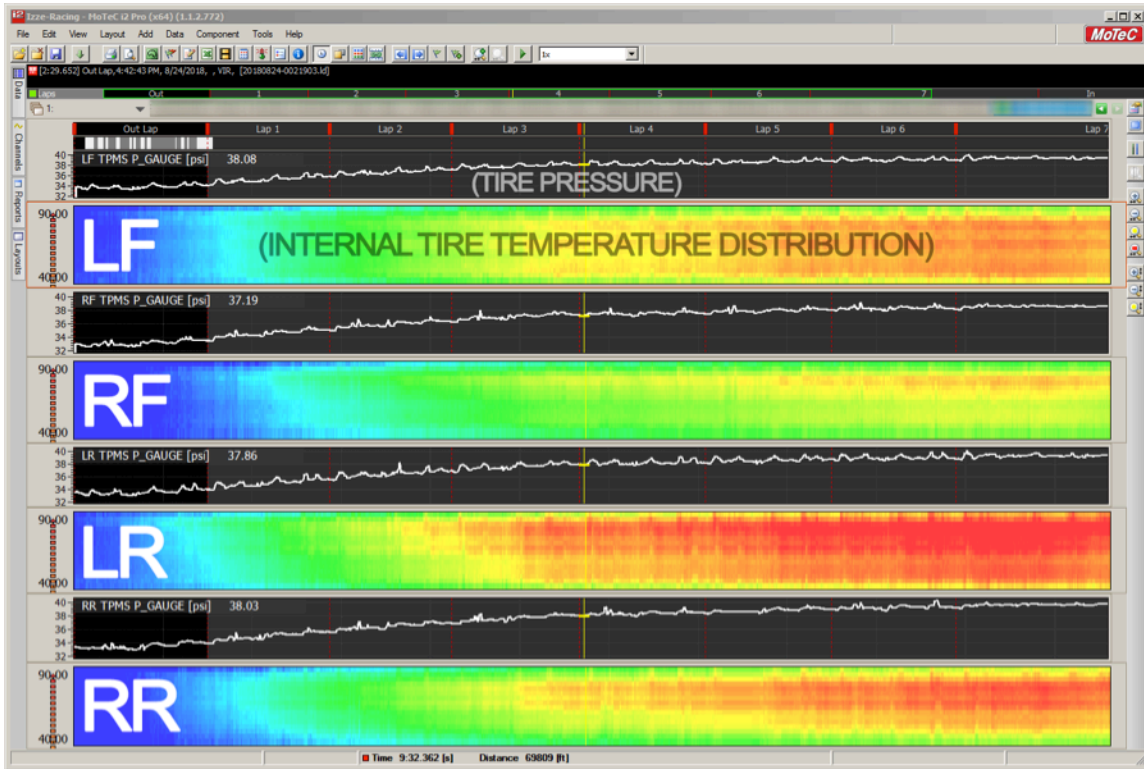 Izze-Racing - MoTeC i2 Pro (x64) (1.1.2.772)
File Edit View Layout Add Data Component Tools Help
MoTeC
1x
[2:29.652] Out Lap, 4:42:43 PM, 8/24/2018, , VIR, [20180824-0021903.ld]
Laps Out 1 2 3 4 5 6 7 In
1:
Data
Channels
Reports
Layouts
Out Lap Lap 1 Lap 2 Lap 3 Lap 4 Lap 5 Lap 6 Lap 7
LF TPMS P_GAUGE [psi] 38.08
40
38
36
34
32
(TIRE PRESSURE)
90.00
LF
(INTERNAL TIRE TEMPERATURE DISTRIBUTION)
40.00
RF TPMS P_GAUGE [psi] 37.19
40
38
36
34
32
90.00
RF
40.00
LR TPMS P_GAUGE [psi] 37.86
40
38
36
34
32
90.00
LR
40.00
RR TPMS P_GAUGE [psi] 38.03
40
38
36
34
32
90.00
RR
40.00
Time 9:32.362 [s] Distance 69809 [ft]